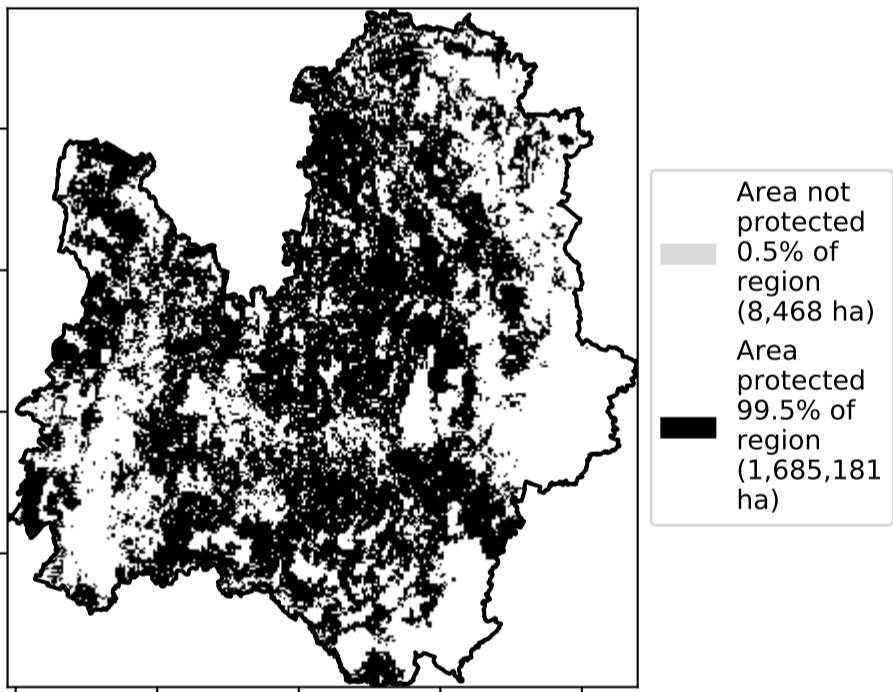 Area not
protected
0.5% of
region
(8,468 ha)
Area
protected
99.5% of
region
(1,685,181
ha)